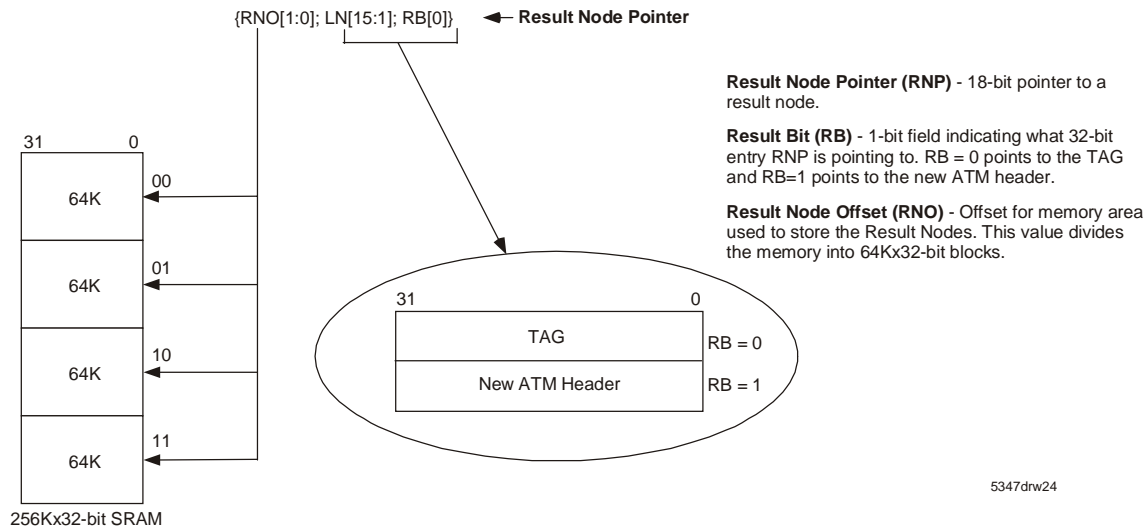 {RNO[1:0]; LN[15:1]; RB[0]}
Result Node Pointer
Result Node Pointer (RNP) - 18-bit pointer to a
result node.
Result Bit (RB) - 1-bit field indicating what 32-bit
entry RNP is pointing to. RB = 0 points to the TAG
and RB=1 points to the new ATM header.
Result Node Offset (RNO) - Offset for memory area
used to store the Result Nodes. This value divides
the memory into 64Kx32-bit blocks.
31 0
64K 00
64K 01
64K 10
64K 11
256Kx32-bit SRAM
31 0
TAG RB = 0
New ATM Header RB = 1
5347drw24